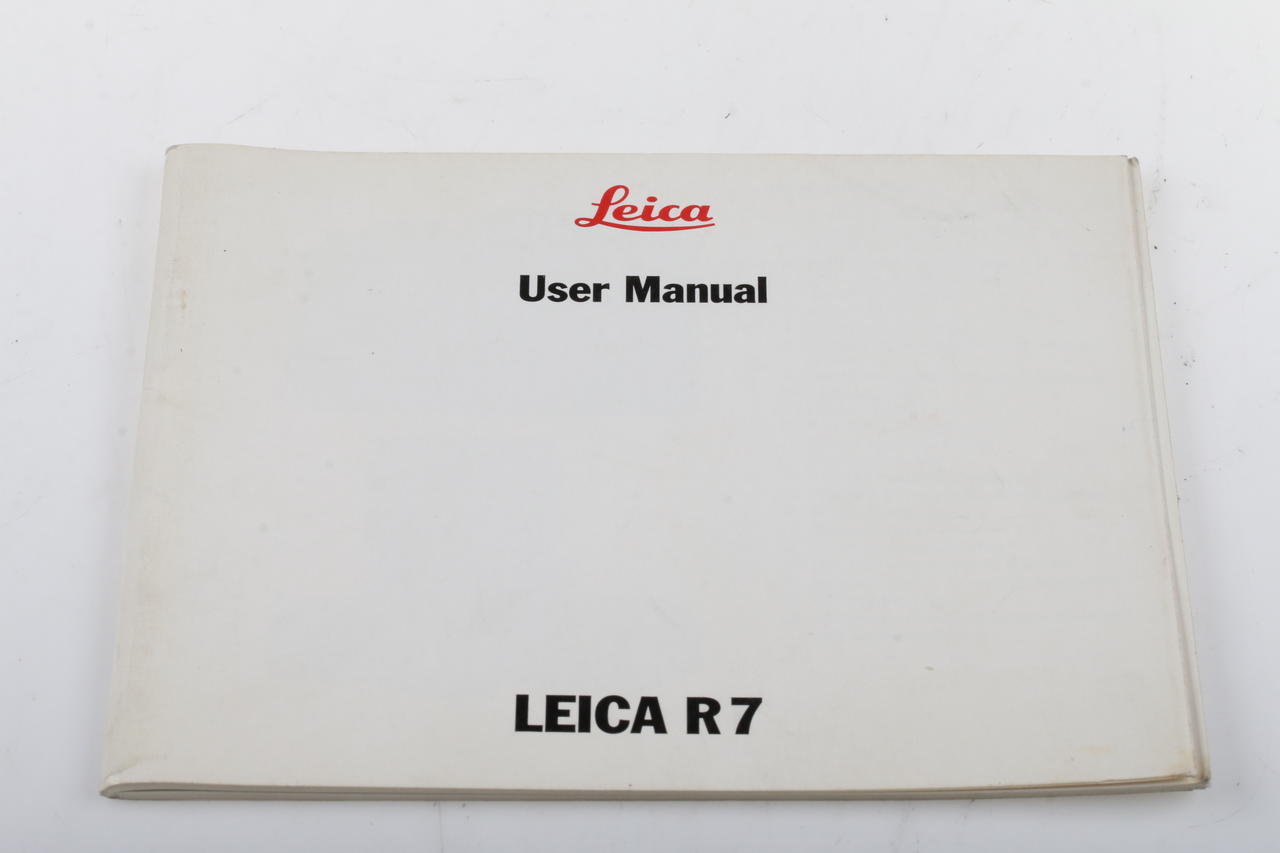 Leica
User Manual
LEICA R7